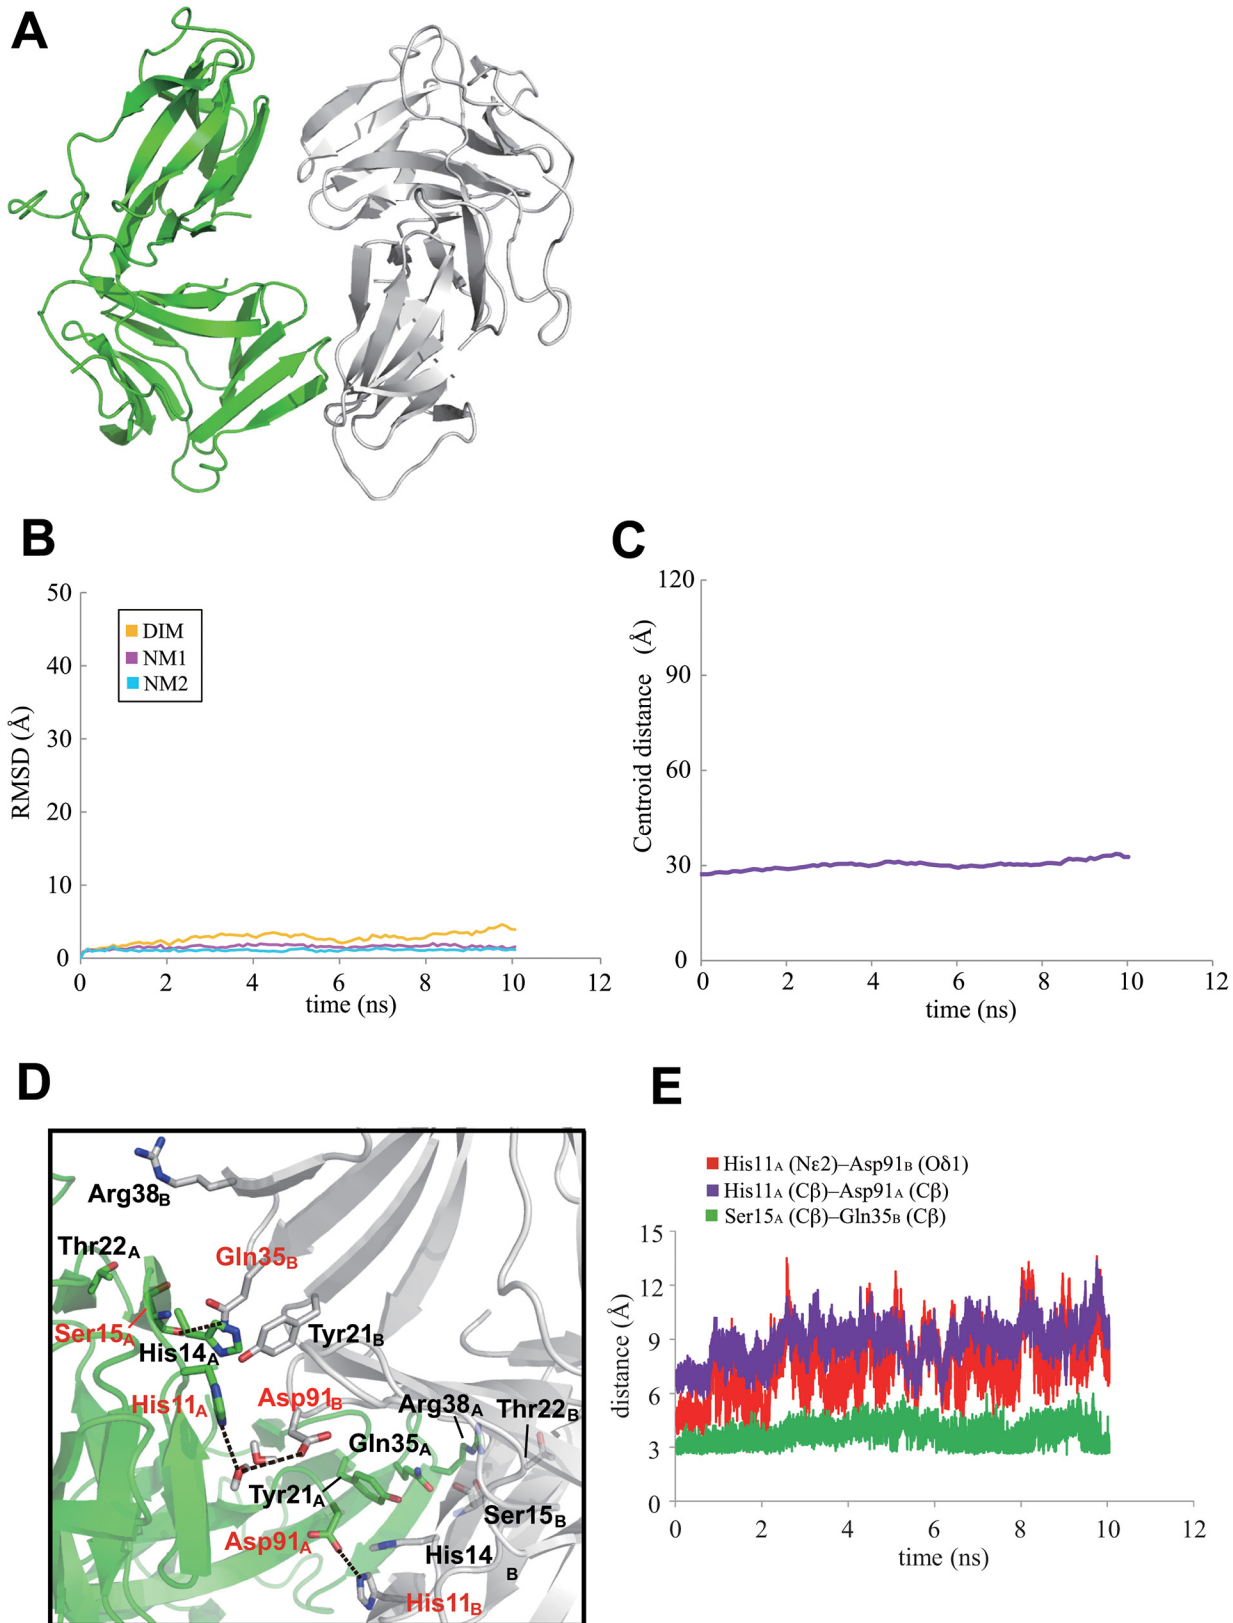 A
B
50
40
30
20
10
0
RMSD (Å)
DIM
NM1
NM2
0 2 4 6 8 10 12
time (ns)
C
120
90
60
30
0
Centroid distance (Å)
0 2 4 6 8 10 12
time (ns)
D
Arg38B
Thr22A
Gln35B
Ser15A
His14A
Tyr21B
His11A
Asp91B
Arg38A
Thr22B
Gln35A
Tyr21A
Ser15B
Asp91A
His14
B
His11B
E
His11A (Nε2)–Asp91B (Oδ1)
His11A (Cβ)–Asp91A (Cβ)
Ser15A (Cβ)–Gln35B (Cβ)
15
12
9
6
3
0
distance (Å)
0 2 4 6 8 10 12
time (ns)